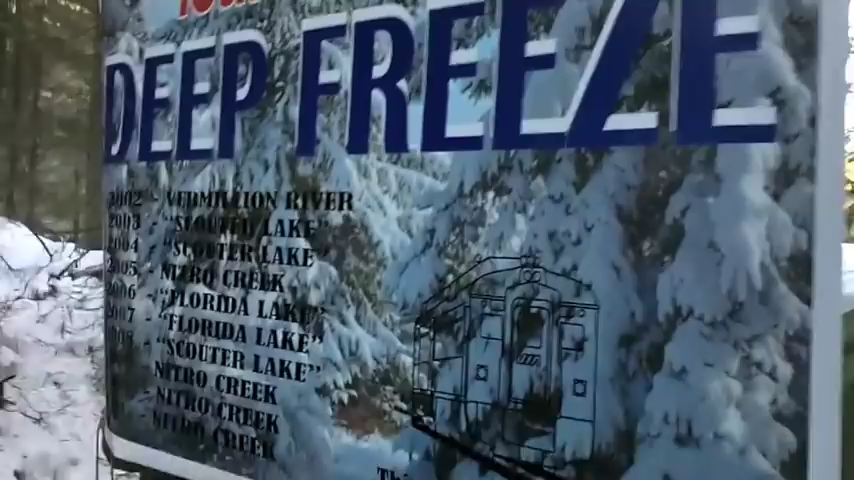 DEEP FREEZE
2002 - VERMILLION RIVER
2003 - "SCOUTER LAKE"
2004 - "SCOUTER LAKE"
2005 - NITRO CREEK
2006 - "FLORIDA LAKE"
2007 - "FLORIDA LAKE"
2008 - "SCOUTER LAKE"
NITRO CREEK
NITRO CREEK
NITRO CREEK